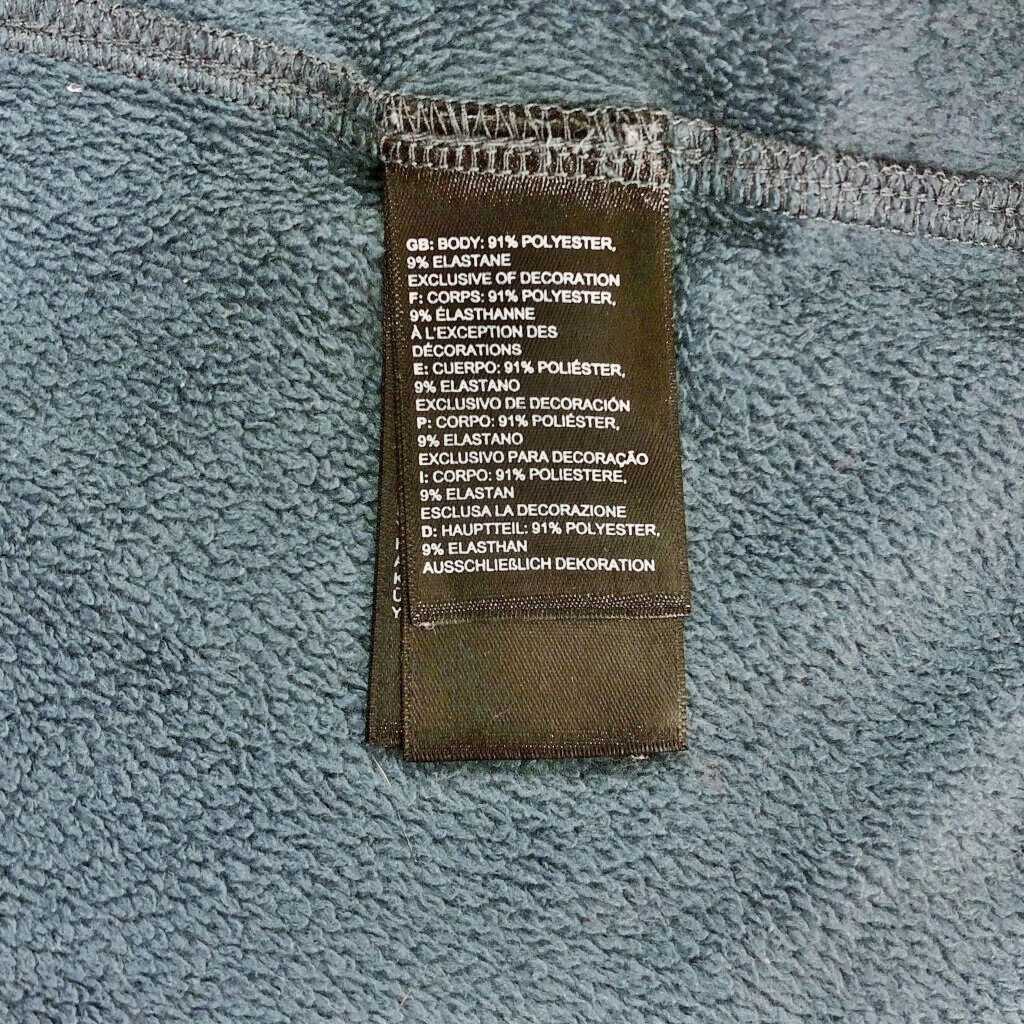 GB: BODY: 91% POLYESTER,
9% ELASTANE
EXCLUSIVE OF DECORATION
F: CORPS: 91% POLYESTER,
9% ÉLASTHANNE
À L'EXCEPTION DES
DÉCORATIONS
E: CUERPO: 91% POLIÉSTER,
9% ELASTANO
EXCLUSIVO DE DECORACIÓN
P: CORPO: 91% POLIÉSTER,
9% ELASTANO
EXCLUSIVO PARA DECORAÇÃO
I: CORPO: 91% POLIESTERE,
9% ELASTAN
ESCLUSA LA DECORAZIONE
D: HAUPTTEIL: 91% POLYESTER,
9% ELASTHAN
AUSSCHLIEßLICH DEKORATION